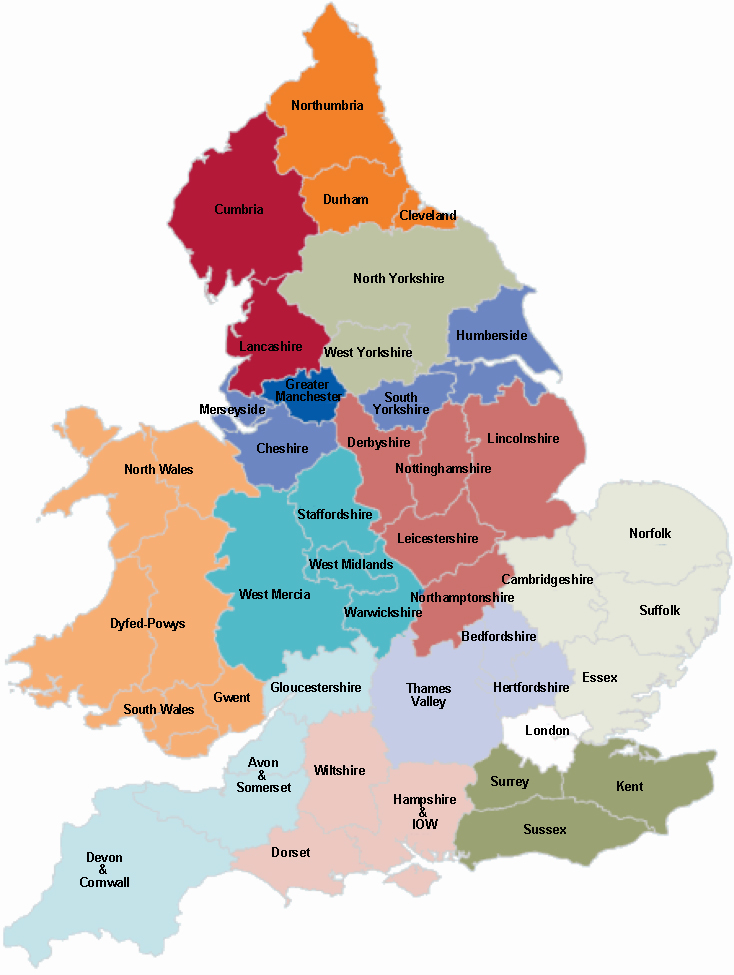 Northumbria
Durham
Cumbria
Cleveland
North Yorkshire
Humberside
Lancashire
West Yorkshire
Greater
Manchester
South
Yorkshire
Merseyside
Cheshire
Derbyshire
Lincolnshire
North Wales
Nottinghamshire
Staffordshire
Norfolk
Leicestershire
West Midlands
Cambridgeshire
West Mercia
Northamptonshire
Warwickshire
Suffolk
Dyfed-Powys
Bedfordshire
Essex
Gloucestershire
Hertfordshire
Thames
Valley
Gwent
South Wales
London
Avon
&
Somerset
Wiltshire
Surrey
Kent
Hampshire
&
IOW
Sussex
Dorset
Devon
&
Cornwall